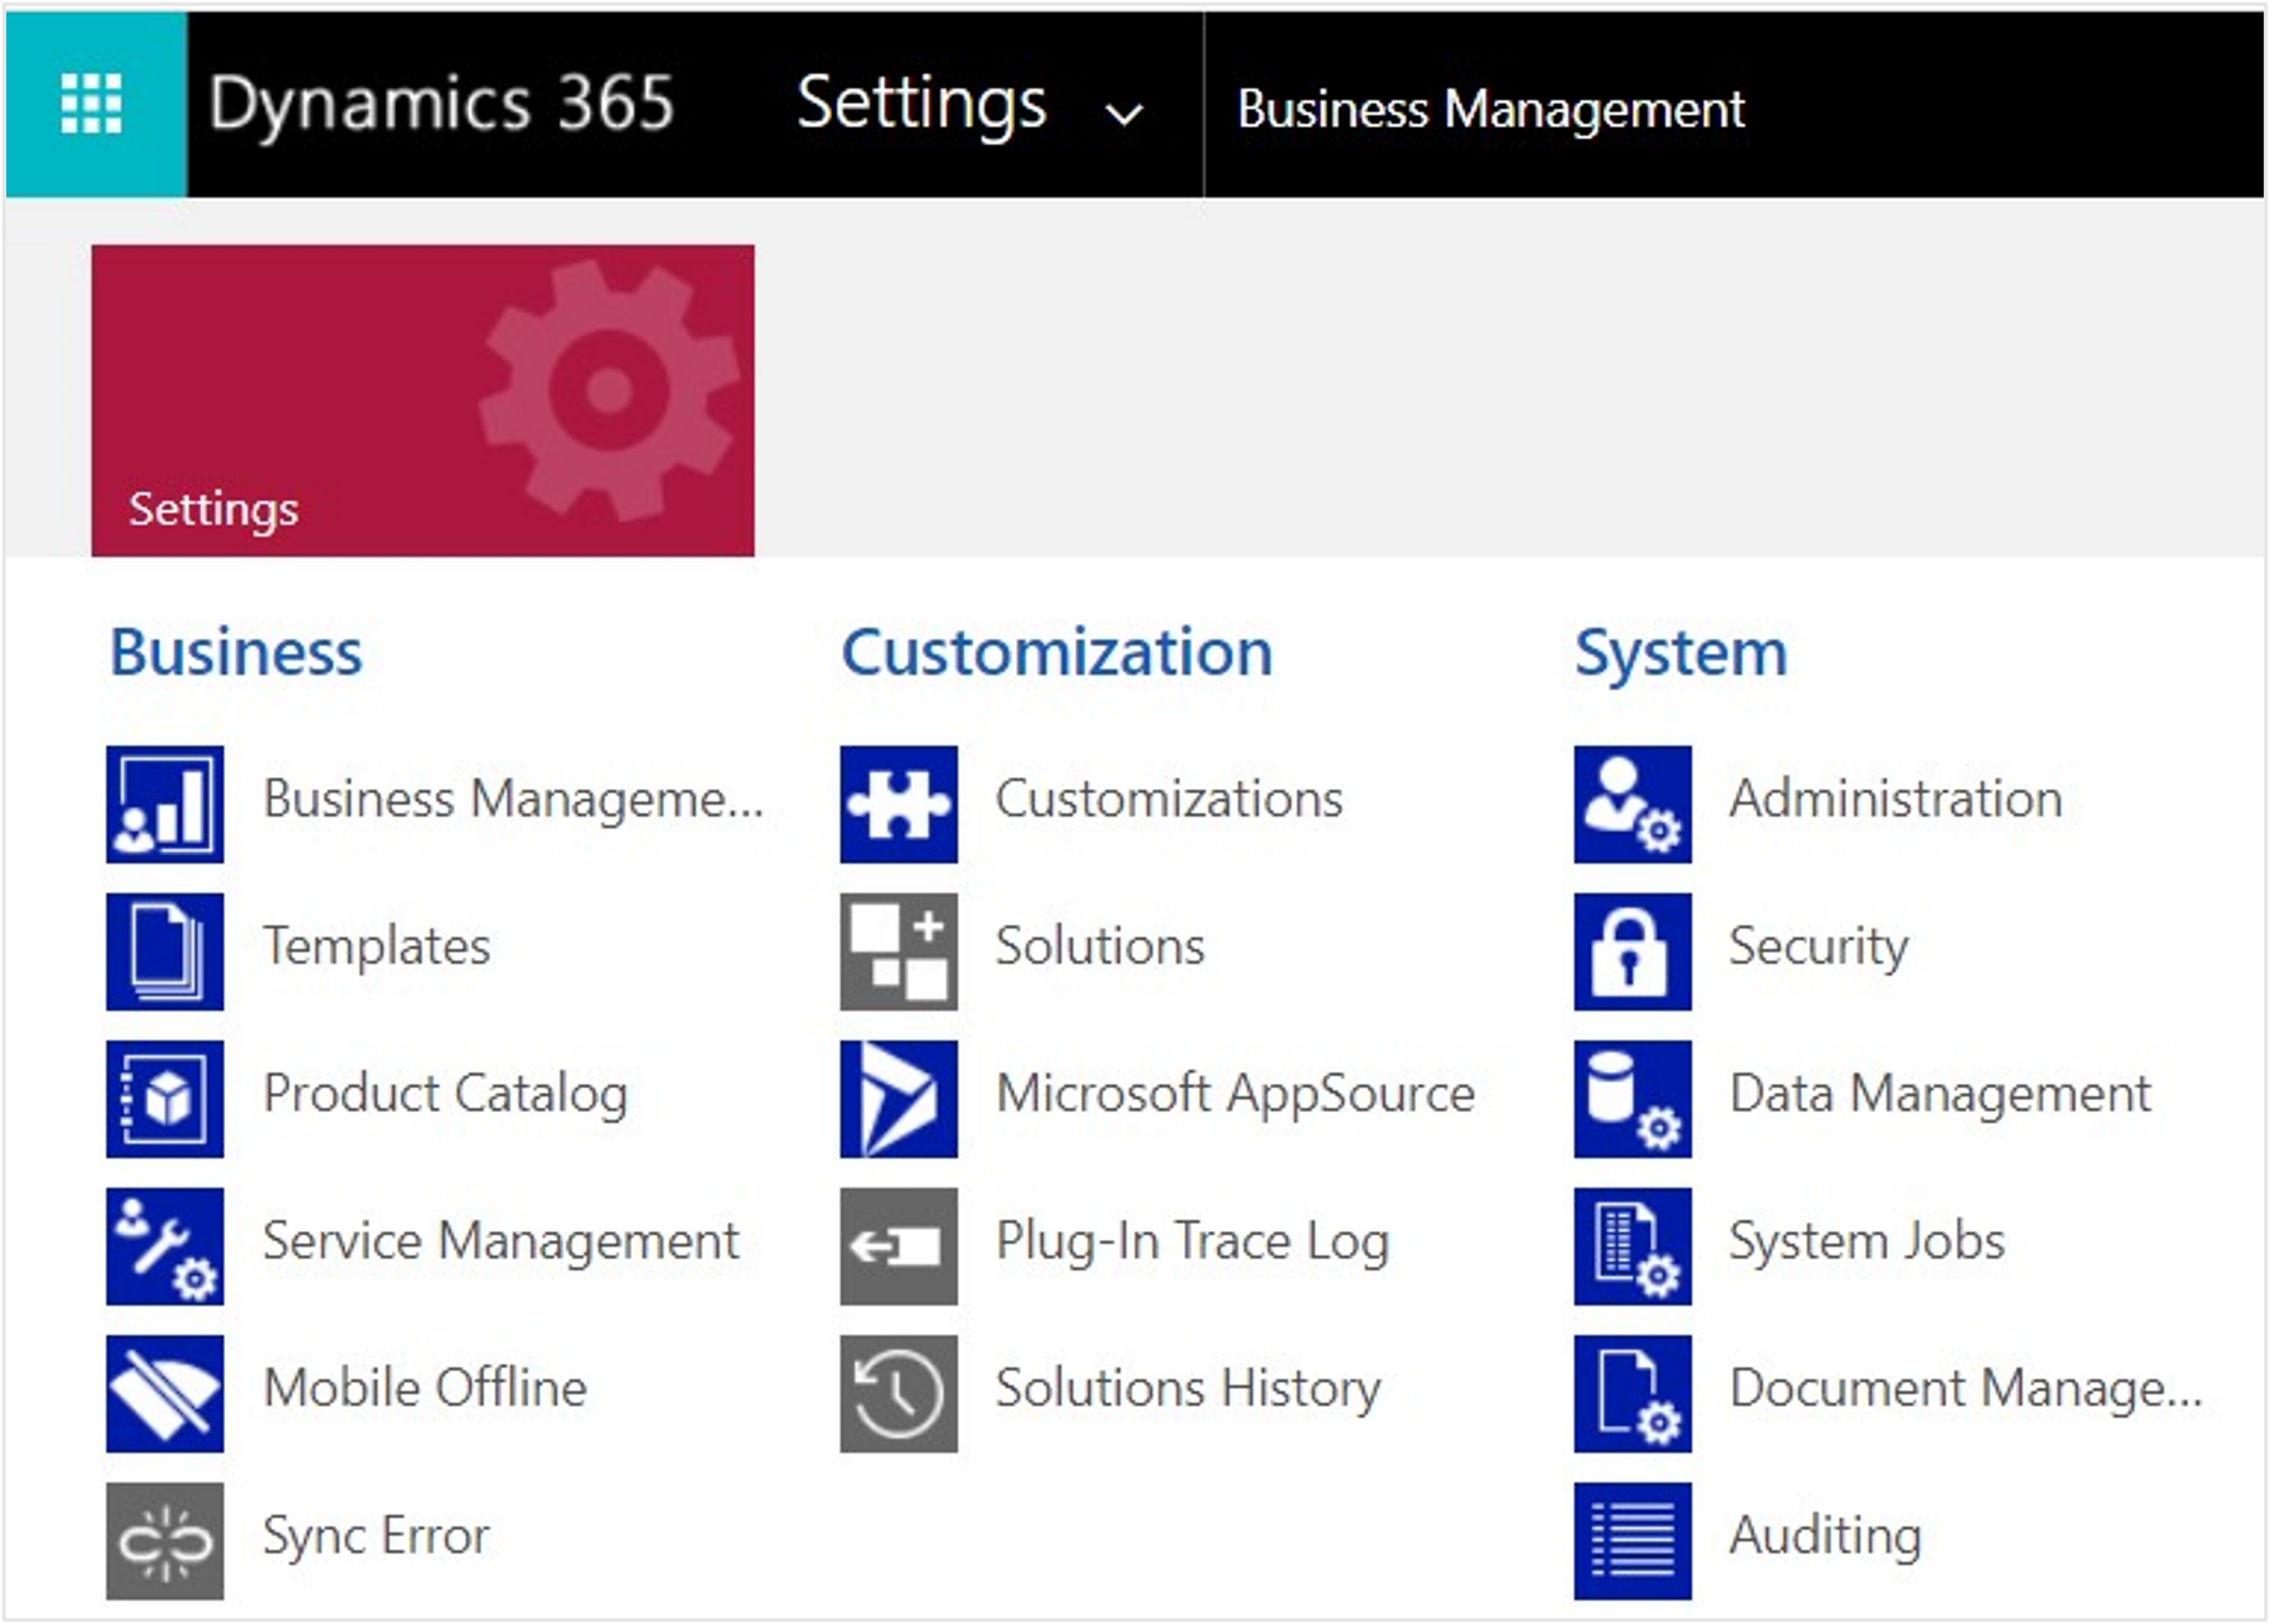 Dynamics 365 Settings Business Management
Settings
Business Customization System
Business Manageme... Customizations Administration
Templates Solutions Security
Product Catalog Microsoft AppSource Data Management
Service Management Plug-In Trace Log System Jobs
Mobile Offline Solutions History Document Manage...
Sync Error Auditing